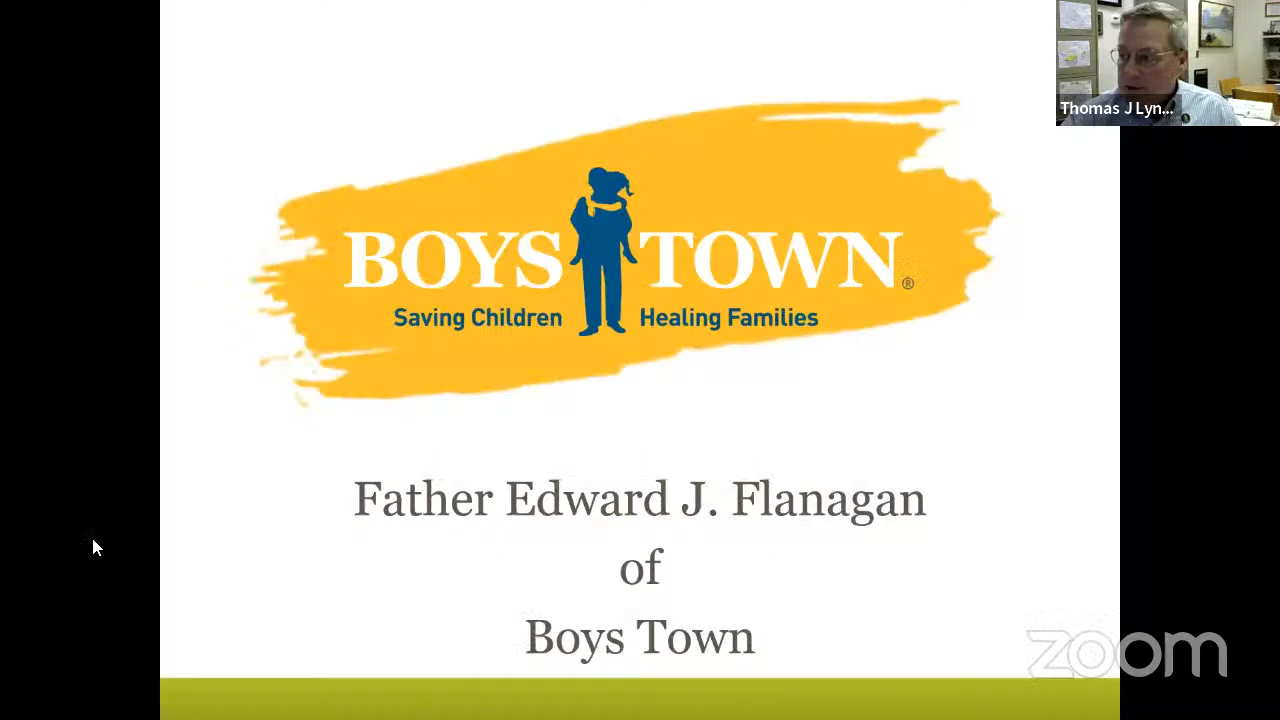 Thomas J Lyn...
BOYS TOWN®
Saving Children Healing Families
Father Edward J. Flanagan
of
Boys Town
zoom